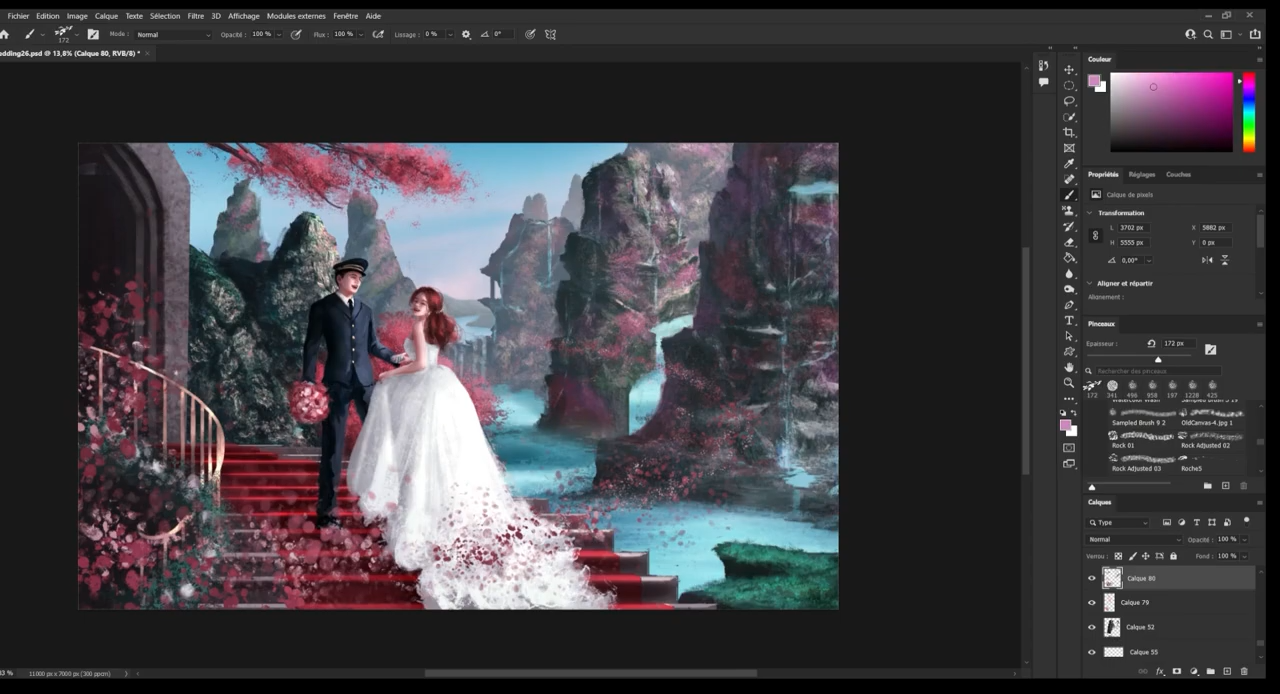 Fichier Edition Image Calque Texte Sélection Filtre 3D Affichage Modules externes Fenêtre Aide
172 Mode : Normal Opacité : 100 % Flux : 100 % Lissage : 0 % 0°
edding26.psd @ 13,8% (Calque 80, RVB/8) *
Couleur
Propriétés Réglages Couches
Calque de pixels
Transformation
L 3702 px X 5882 px
H 5555 px Y 0 px
0,00°
Aligner et répartir
Alignement :
Pinceaux
Epaisseur : 172 px
Rechercher des pinceaux
172 341 496 958 197 1228 425
Sampled Brush 9 2 OldCanvas-4.jpg 1
Rock 01 Rock Adjusted 02
Rock Adjusted 03 Roche5
Calques
Type
Normal Opacité : 100 %
Verrou : Fond : 100 %
Calque 80
Calque 79
Calque 52
Calque 55
11000 px x 7000 px (300 ppcm)